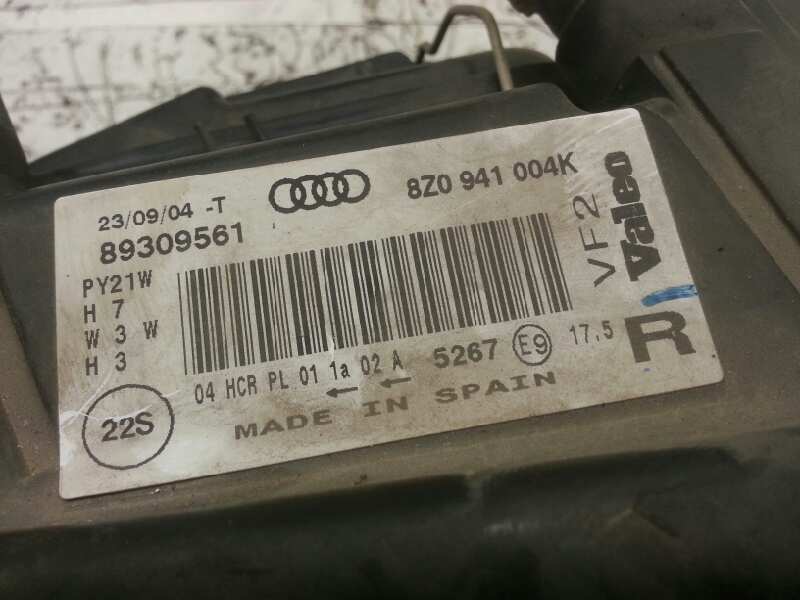 23/09/04 -T
8Z0 941 004K
89309561
PY21W
H 7
W 3 W
H 3
22S
04 HCR PL 01 1a 02 A
5267 E9 17,5
MADE IN SPAIN
VF2
Valeo
R